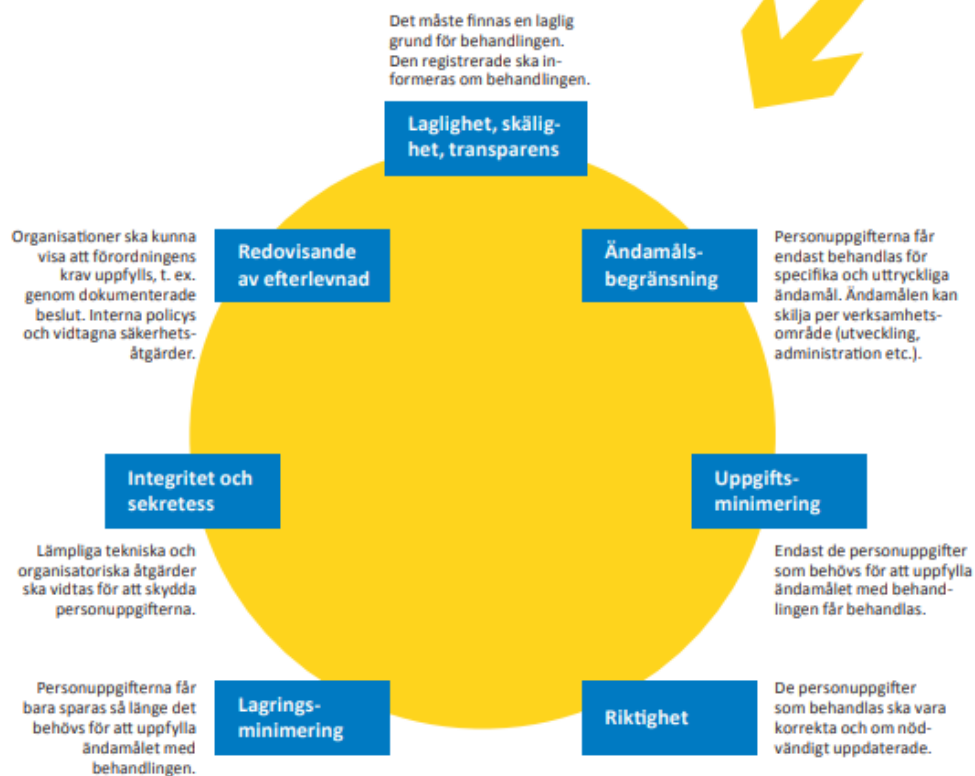 Det måste finnas en laglig
grund för behandlingen.
Den registrerade ska in-
formeras om behandlingen.
Laglighet, skälig-
het, transparens
Organisationer ska kunna
visa att förordningens
krav uppfylls, t. ex.
genom dokumenterade
beslut. Interna policys
och vidtagna säkerhets-
åtgärder.
Redovisande
av efterlevnad
Ändamåls-
begränsning
Personuppgifterna får
endast behandlas för
specifika och uttryckliga
ändamål. Ändamålen kan
skilja per verksamhets-
område (utveckling,
administration etc.).
Integritet och
sekretess
Lämpliga tekniska och
organisatoriska åtgärder
ska vidtas för att skydda
personuppgifterna.
Uppgifts-
minimering
Endast de personuppgifter
som behövs för att uppfylla
ändamålet med behand-
lingen får behandlas.
Personuppgifterna får
bara sparas så länge det
behövs för att uppfylla
ändamålet med
behandlingen.
Lagrings-
minimering
Riktighet
De personuppgifter
som behandlas ska vara
korrekta och om nöd-
vändigt uppdaterade.